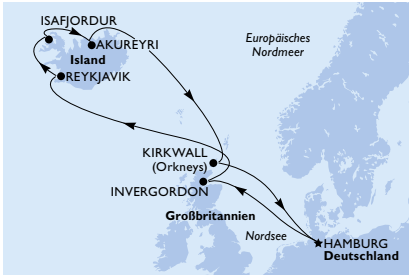 ISAFJORDUR
AKUREYRI
Island
REYKJAVIK
Europäisches
Nordmeer
KIRKWALL
(Orkneys)
INVERGORDON
Großbritannien
Nordsee
HAMBURG
Deutschland